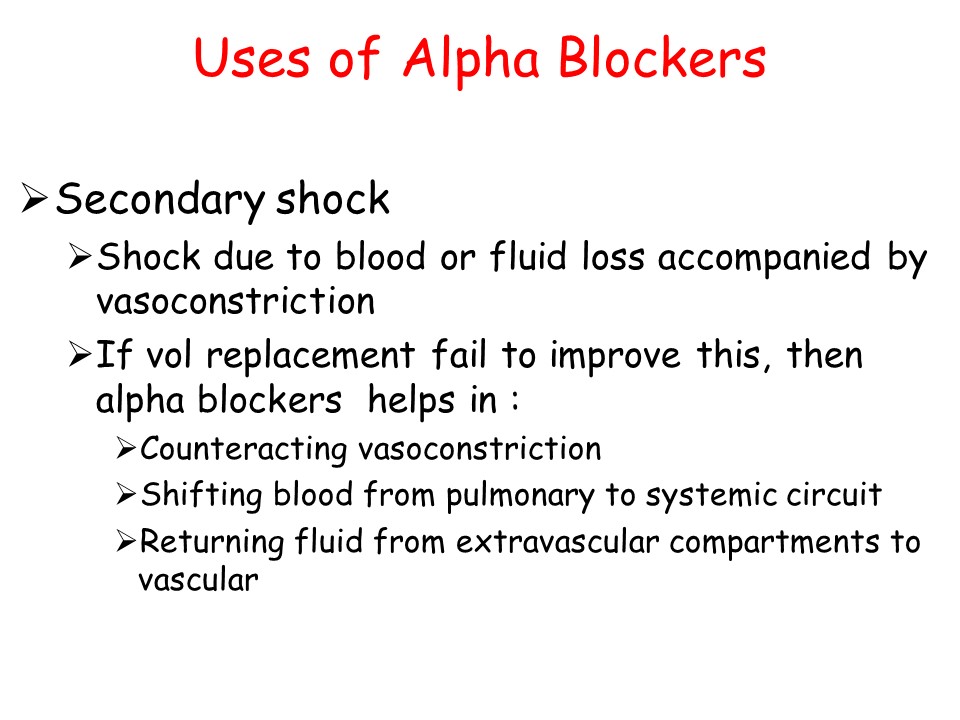 Uses of Alpha Blockers
Secondary shock
Shock due to blood or fluid loss accompanied by
vasoconstriction
If vol replacement fail to improve this, then
alpha blockers helps in :
Counteracting vasoconstriction
Shifting blood from pulmonary to systemic circuit
Returning fluid from extravascular compartments to
vascular